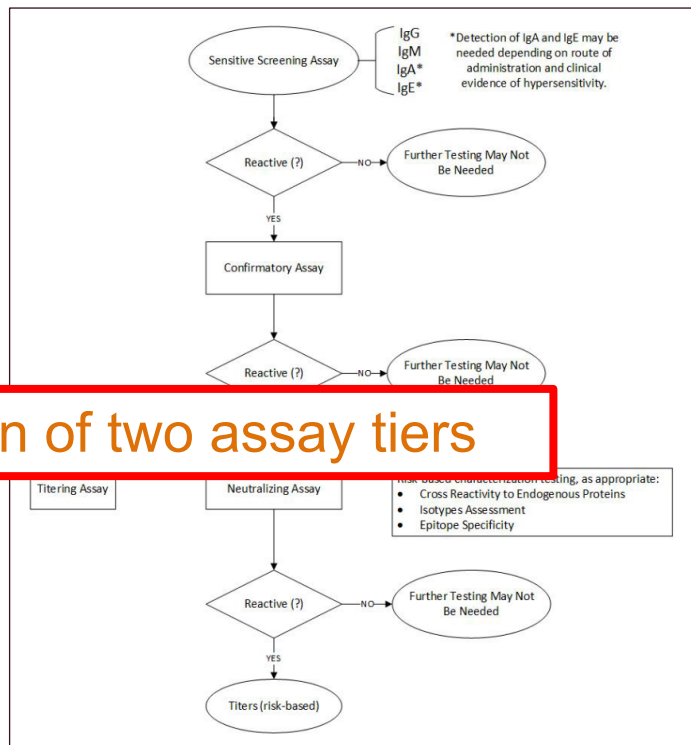 IgG
IgM
IgA*
IgE*
Sensitive Screening Assay
*Detection of IgA and IgE may be
needed depending on route of
administration and clinical
evidence of hypersensitivity.
Reactive (?)
NO
Further Testing May Not
Be Needed
YES
Confirmatory Assay
Reactive (?)
NO
Further Testing May Not
Be Needed
n of two assay tiers
Titering Assay
Neutralizing Assay
Risk-based characterization testing, as appropriate:
• Cross Reactivity to Endogenous Proteins
• Isotypes Assessment
• Epitope Specificity
Reactive (?)
NO
Further Testing May Not
Be Needed
YES
Titers (risk-based)